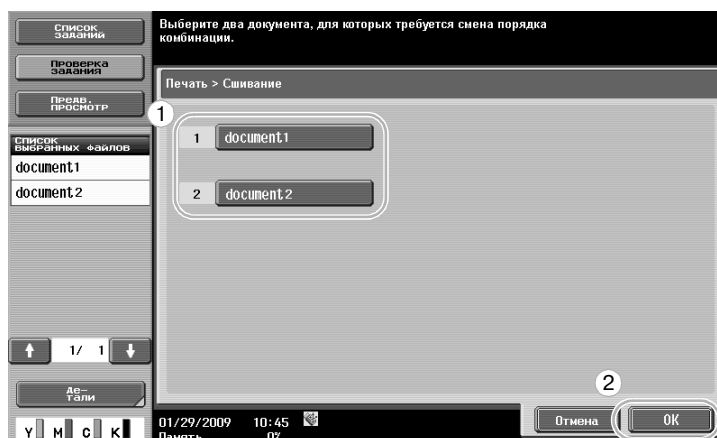 Список
заданий
Проверка
задания
Предв.
просмотр
Список
выбранных файлов
document1
document2
1/ 1
Де-
тали
Y M C K
Выберите два документа, для которых требуется смена порядка
комбинации.
Печать > Сшивание
1
1 document1
2 document2
2
Отмена OK
01/29/2009 10:45
Память 0%